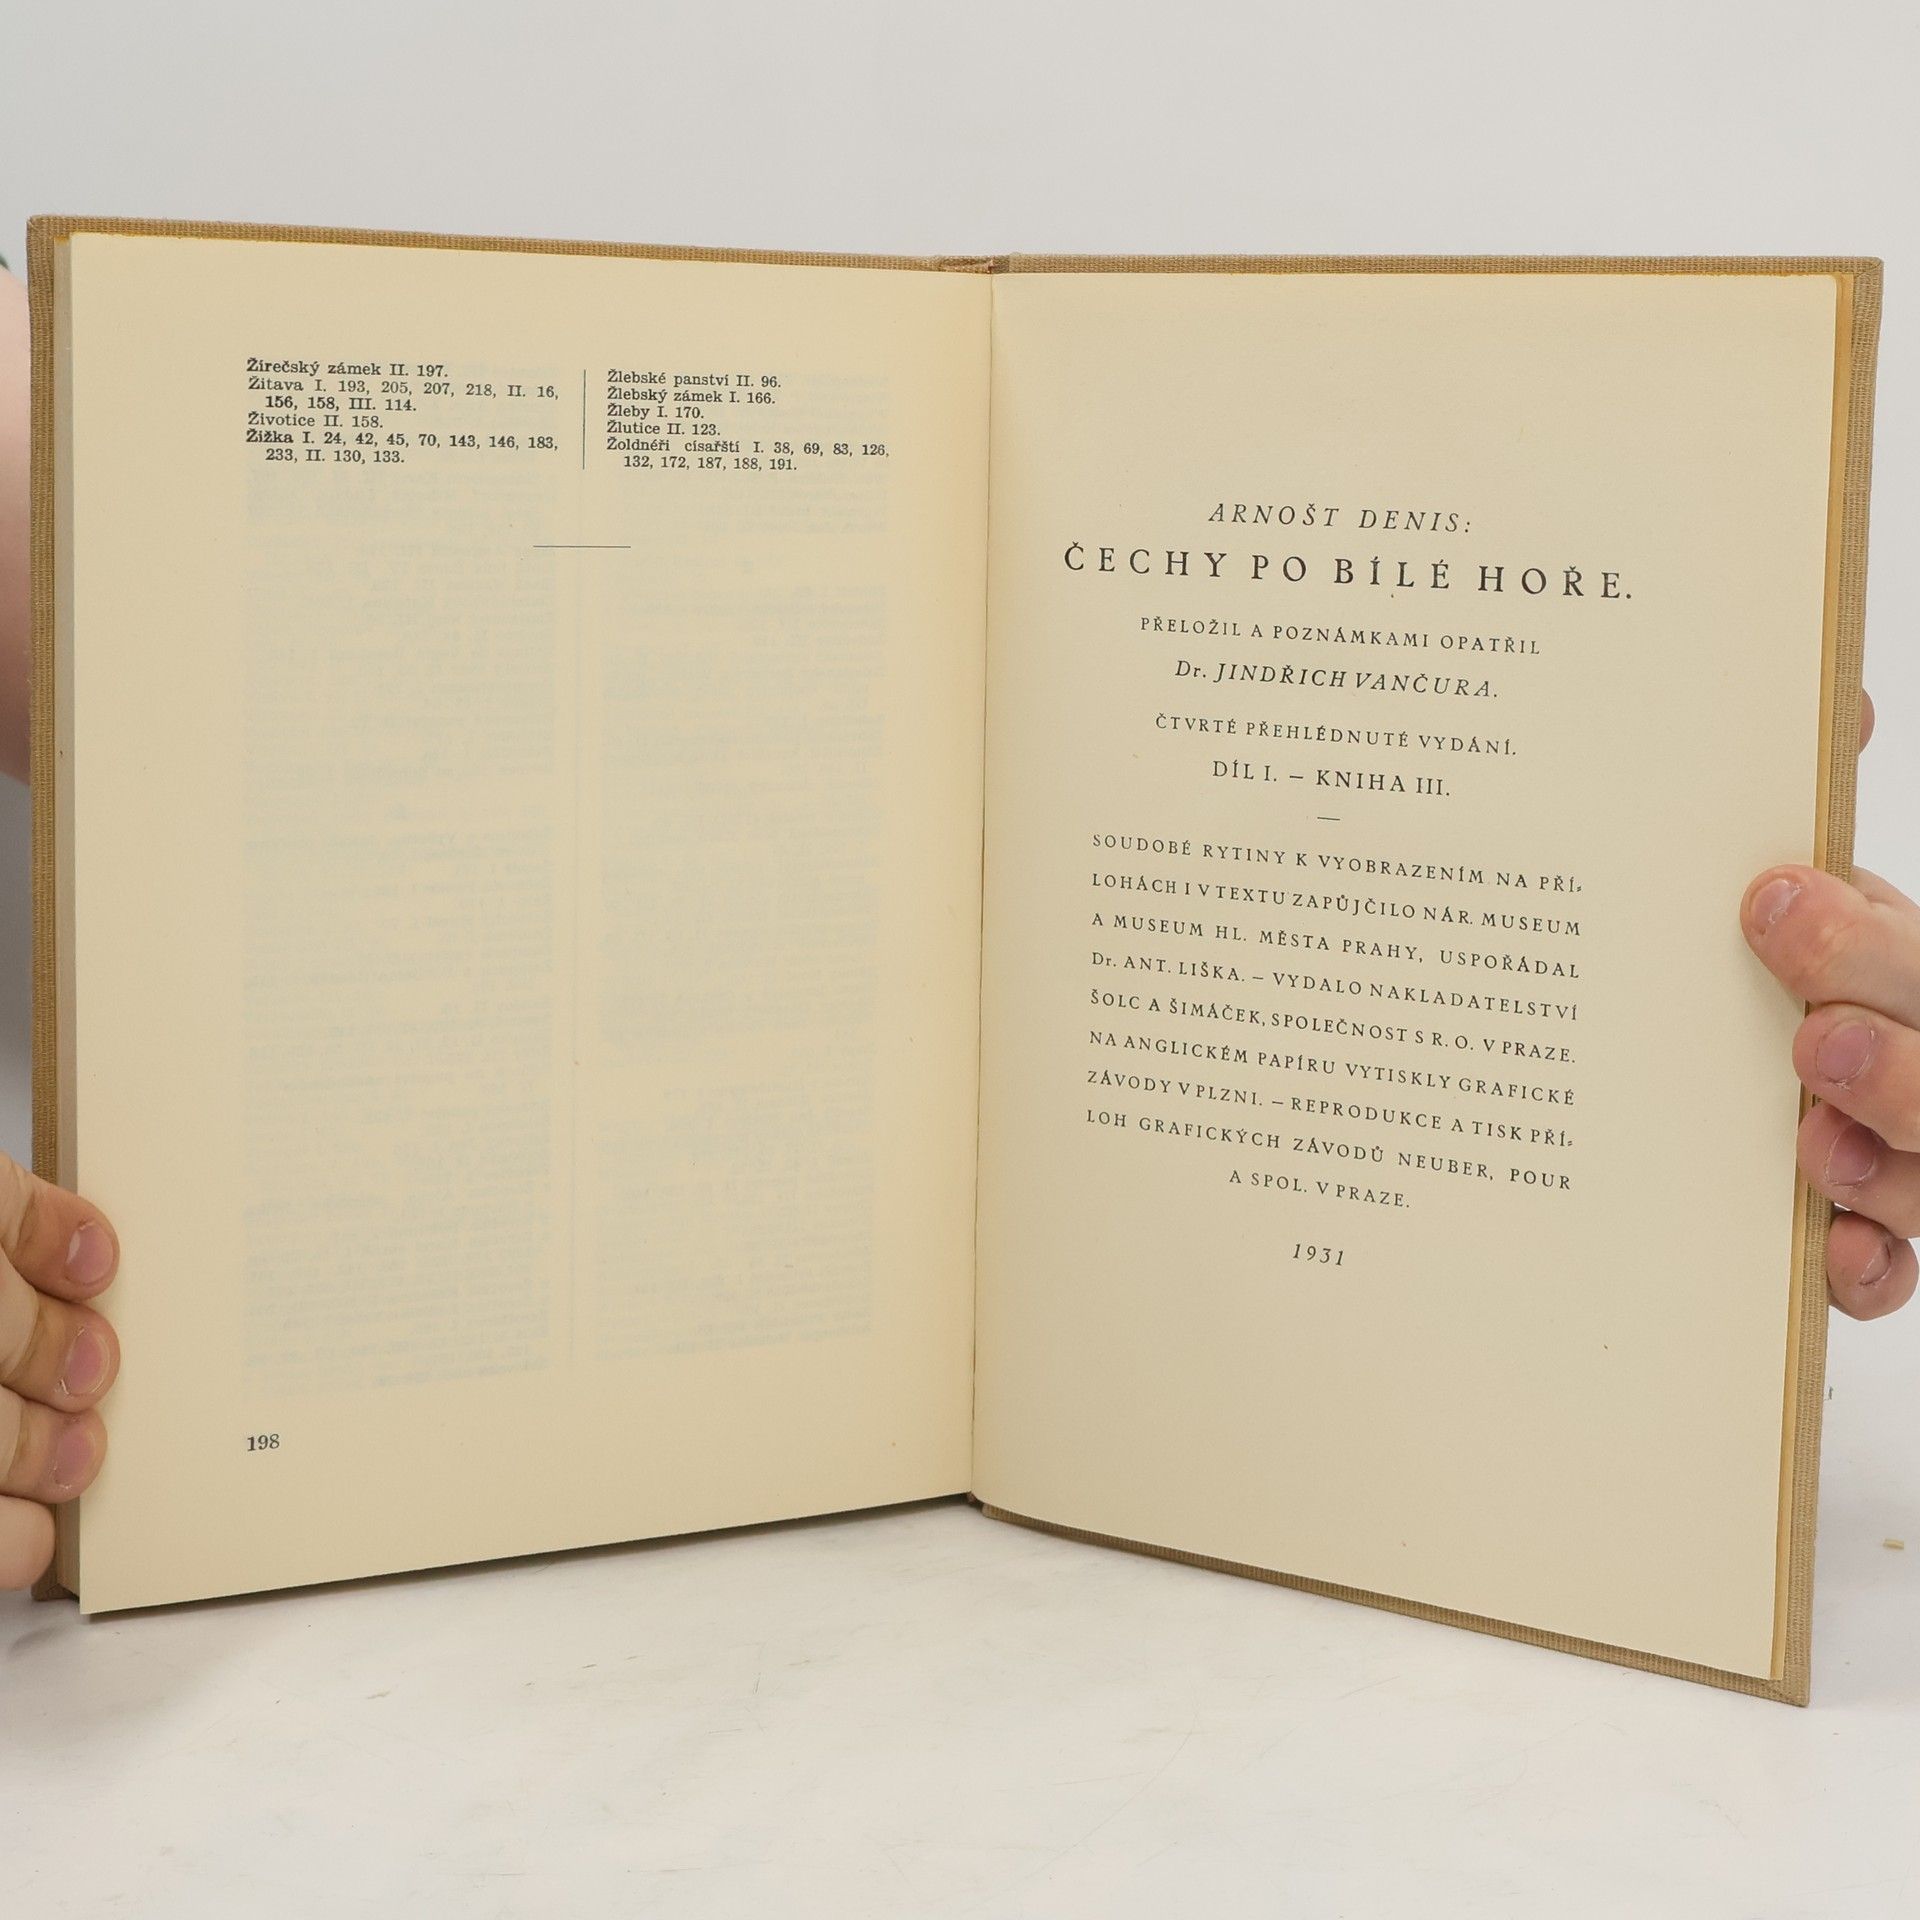 Žírečský zámek II. 197.
Žitava I. 193, 205, 207, 218, II. 16,
156, 158, III. 114.
Životice II. 158.
Žižka I. 24, 42, 45, 70, 143, 146, 183,
233, II. 130, 133.
Žlebské panství II. 96.
Žlebský zámek I. 166.
Žleby I. 170.
Žlutice II. 123.
Žoldnéři císařští I. 38, 69, 83, 126,
132, 172, 187, 188, 191.
198
ARNOŠT DENIS:
ČECHY PO BÍLÉ HOŘE.
PŘELOŽIL A POZNÁMKAMI OPATŘIL
Dr. JINDŘICH VANČURA.
ČTVRTÉ PŘEHLÉDNUTÉ VYDÁNÍ.
DÍL I. — KNIHA III.
SOUDOBÉ RYTINY K VYOBRAZENÍM NA PŘÍ-
LOHÁCH I V TEXTU ZAPŮJČILO NÁR. MUSEUM
A MUSEUM HL. MĚSTA PRAHY, USPOŘÁDAL
Dr. ANT. LIŠKA. — VYDALO NAKLADATELSTVÍ
ŠOLC A ŠIMÁČEK, SPOLEČNOST S R. O. V PRAZE.
NA ANGLICKÉM PAPÍRU VYTISKLY GRAFICKÉ
ZÁVODY V PLZNI. — REPRODUKCE A TISK PŘÍ-
LOH GRAFICKÝCH ZÁVODŮ NEUBER, POUR
A SPOL. V PRAZE.
1931